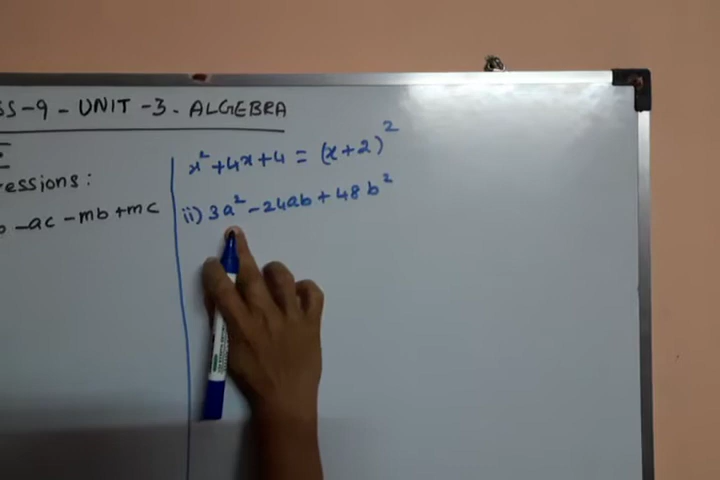 SS-9-UNIT-3-ALGEBRA
essions:
-ac-mb+mc
x²+4x+4=(x+2)²
ii) 3a²-24ab+48b²